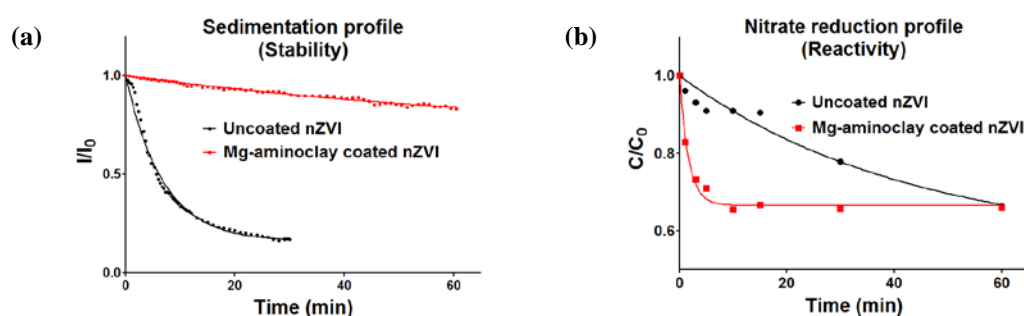 (a)
Sedimentation profile
(Stability)
I/I0
1.0
0.5
0.0
Uncoated nZVI
Mg-aminoclay coated nZVI
0
20
40
60
Time (min)
(b)
Nitrate reduction profile
(Reactivity)
C/C0
1.0
0.8
0.6
Uncoated nZVI
Mg-aminoclay coated nZVI
0
20
40
60
Time (min)